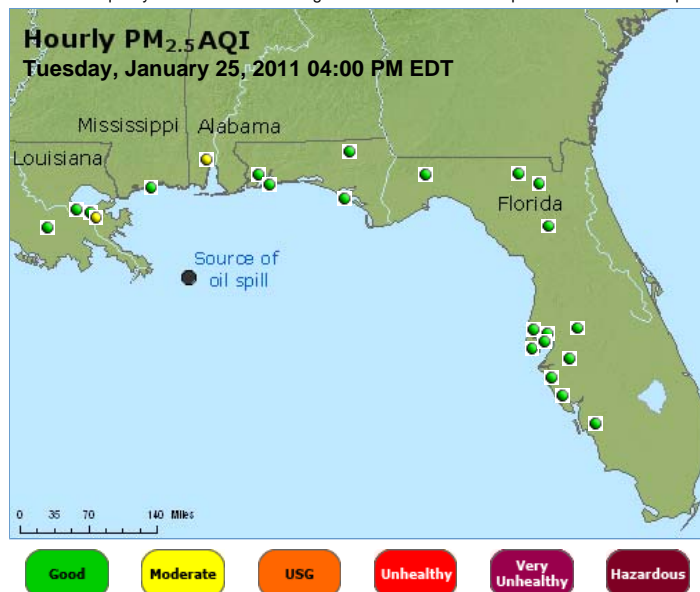 Hourly PM2.5 AQI
Tuesday, January 25, 2011 04:00 PM EDT
Mississippi Alabama
Louisiana
Florida
Source of
oil spill
0 35 70 140 Miles
Good Moderate USG Unhealthy Very Unhealthy Hazardous